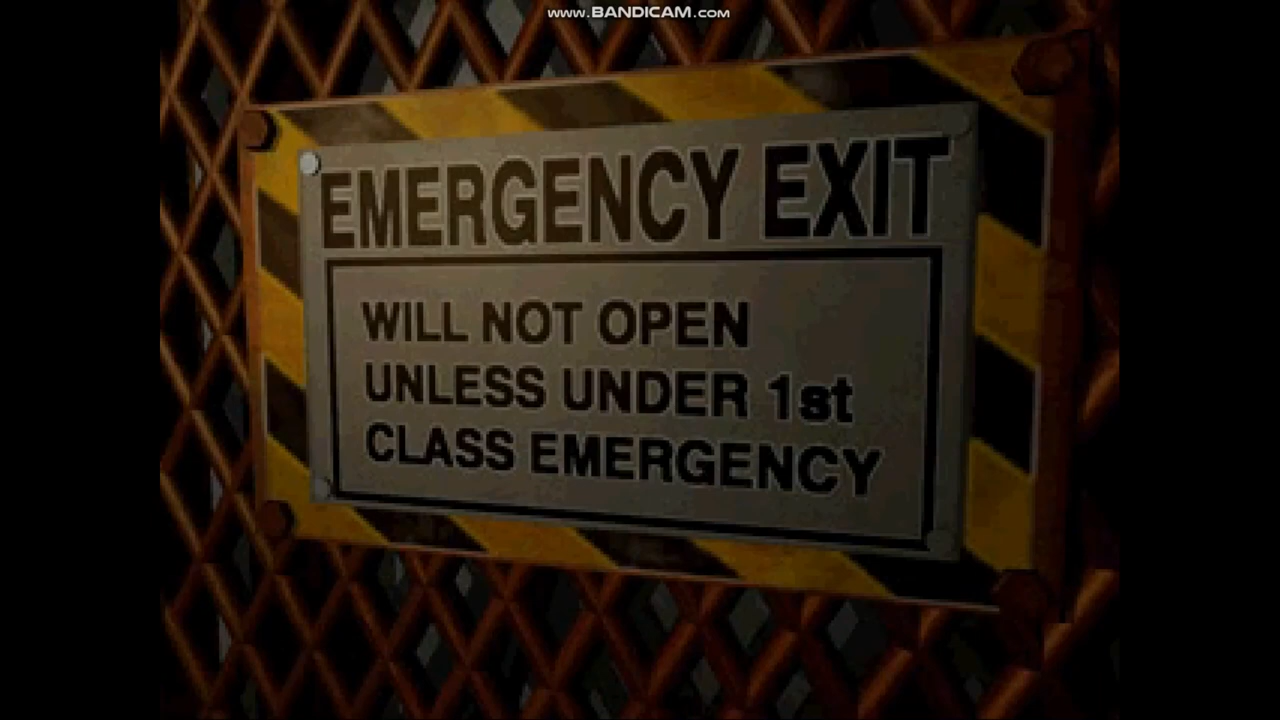 www.BANDICAM.com
EMERGENCY EXIT
WILL NOT OPEN
UNLESS UNDER 1st
CLASS EMERGENCY